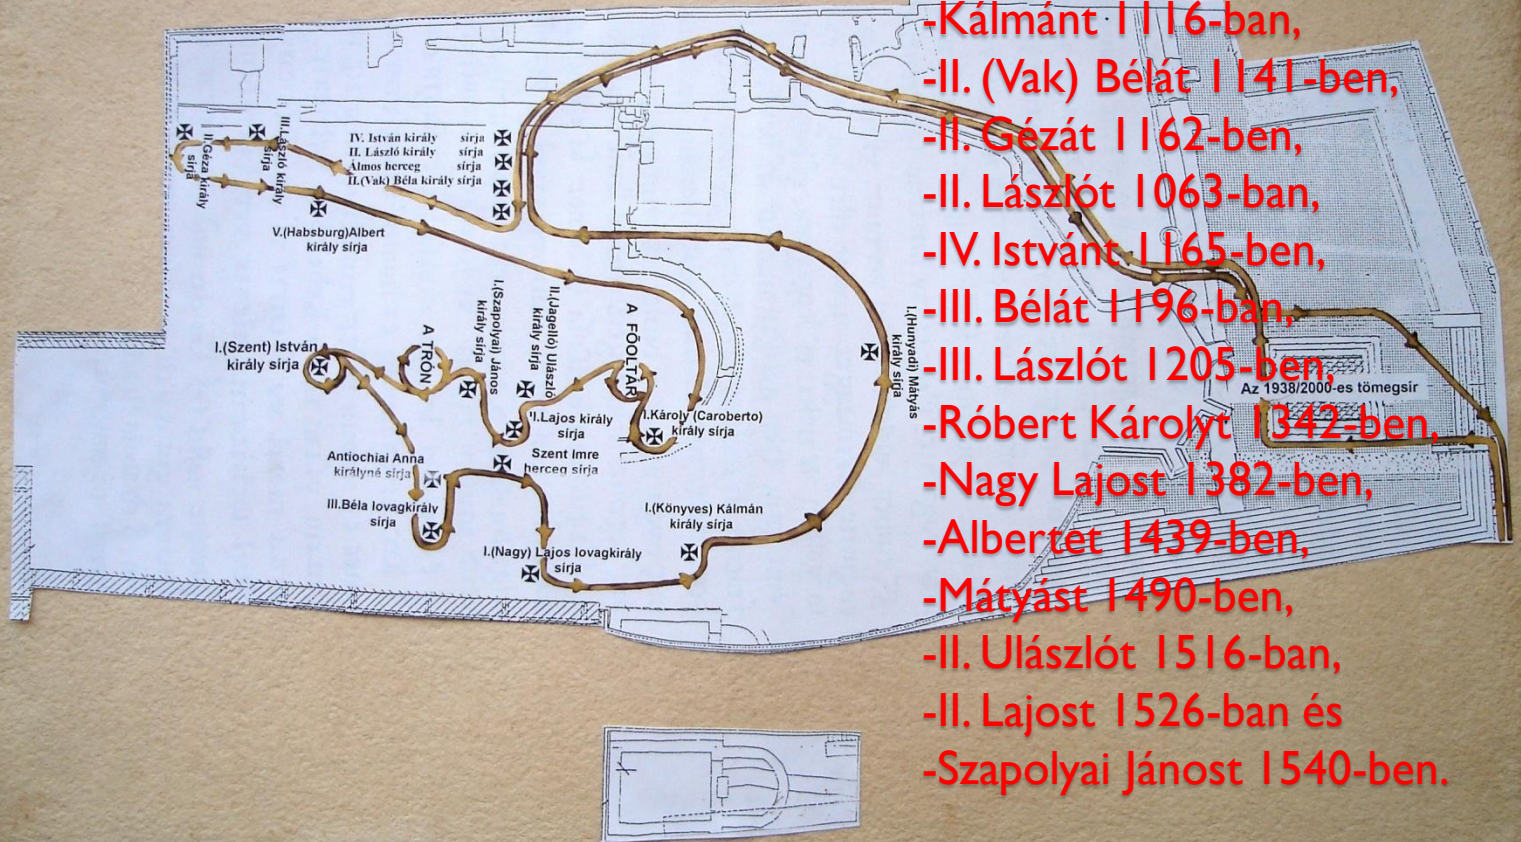 -Kálmánt 1116-ban,
-II. (Vak) Bélát 1141-ben,
-II. Gézát 1162-ben,
-II. Lászlót 1063-ban,
-IV. Istvánt 1165-ben,
-III. Bélát 1196-ban,
-III. Lászlót 1205-ben,
-Róbert Károlyt 1342-ben,
-Nagy Lajost 1382-ben,
-Albertet 1439-ben,
-Mátyást 1490-ben,
-II. Ulászlót 1516-ban,
-II. Lajost 1526-ban és
-Szapolyai Jánost 1540-ben.
II.Géza király
sírja
III.László király
sírja
IV. István király sírja
II. László király sírja
Álmos herceg sírja
II.(Vak) Béla király sírja
V.(Habsburg)Albert
király sírja
I.(Szent) István
király sírja
A TRÓN
I.(Szapolyai) János
király sírja
II.(Jagelló) Ulászló
király sírja
A FŐOLTÁR
I.Lajos király
sírja
I.Károly (Caroberto)
király sírja
Szent Imre
herceg sírja
Antiochiai Anna
királyné sírja
III.Béla lovagkirály
sírja
I.(Nagy) Lajos lovagkirály
sírja
I.(Könyves) Kálmán
király sírja
I.(Hunyadi) Mátyás
király sírja
Az 1938/2000-es tömegsír